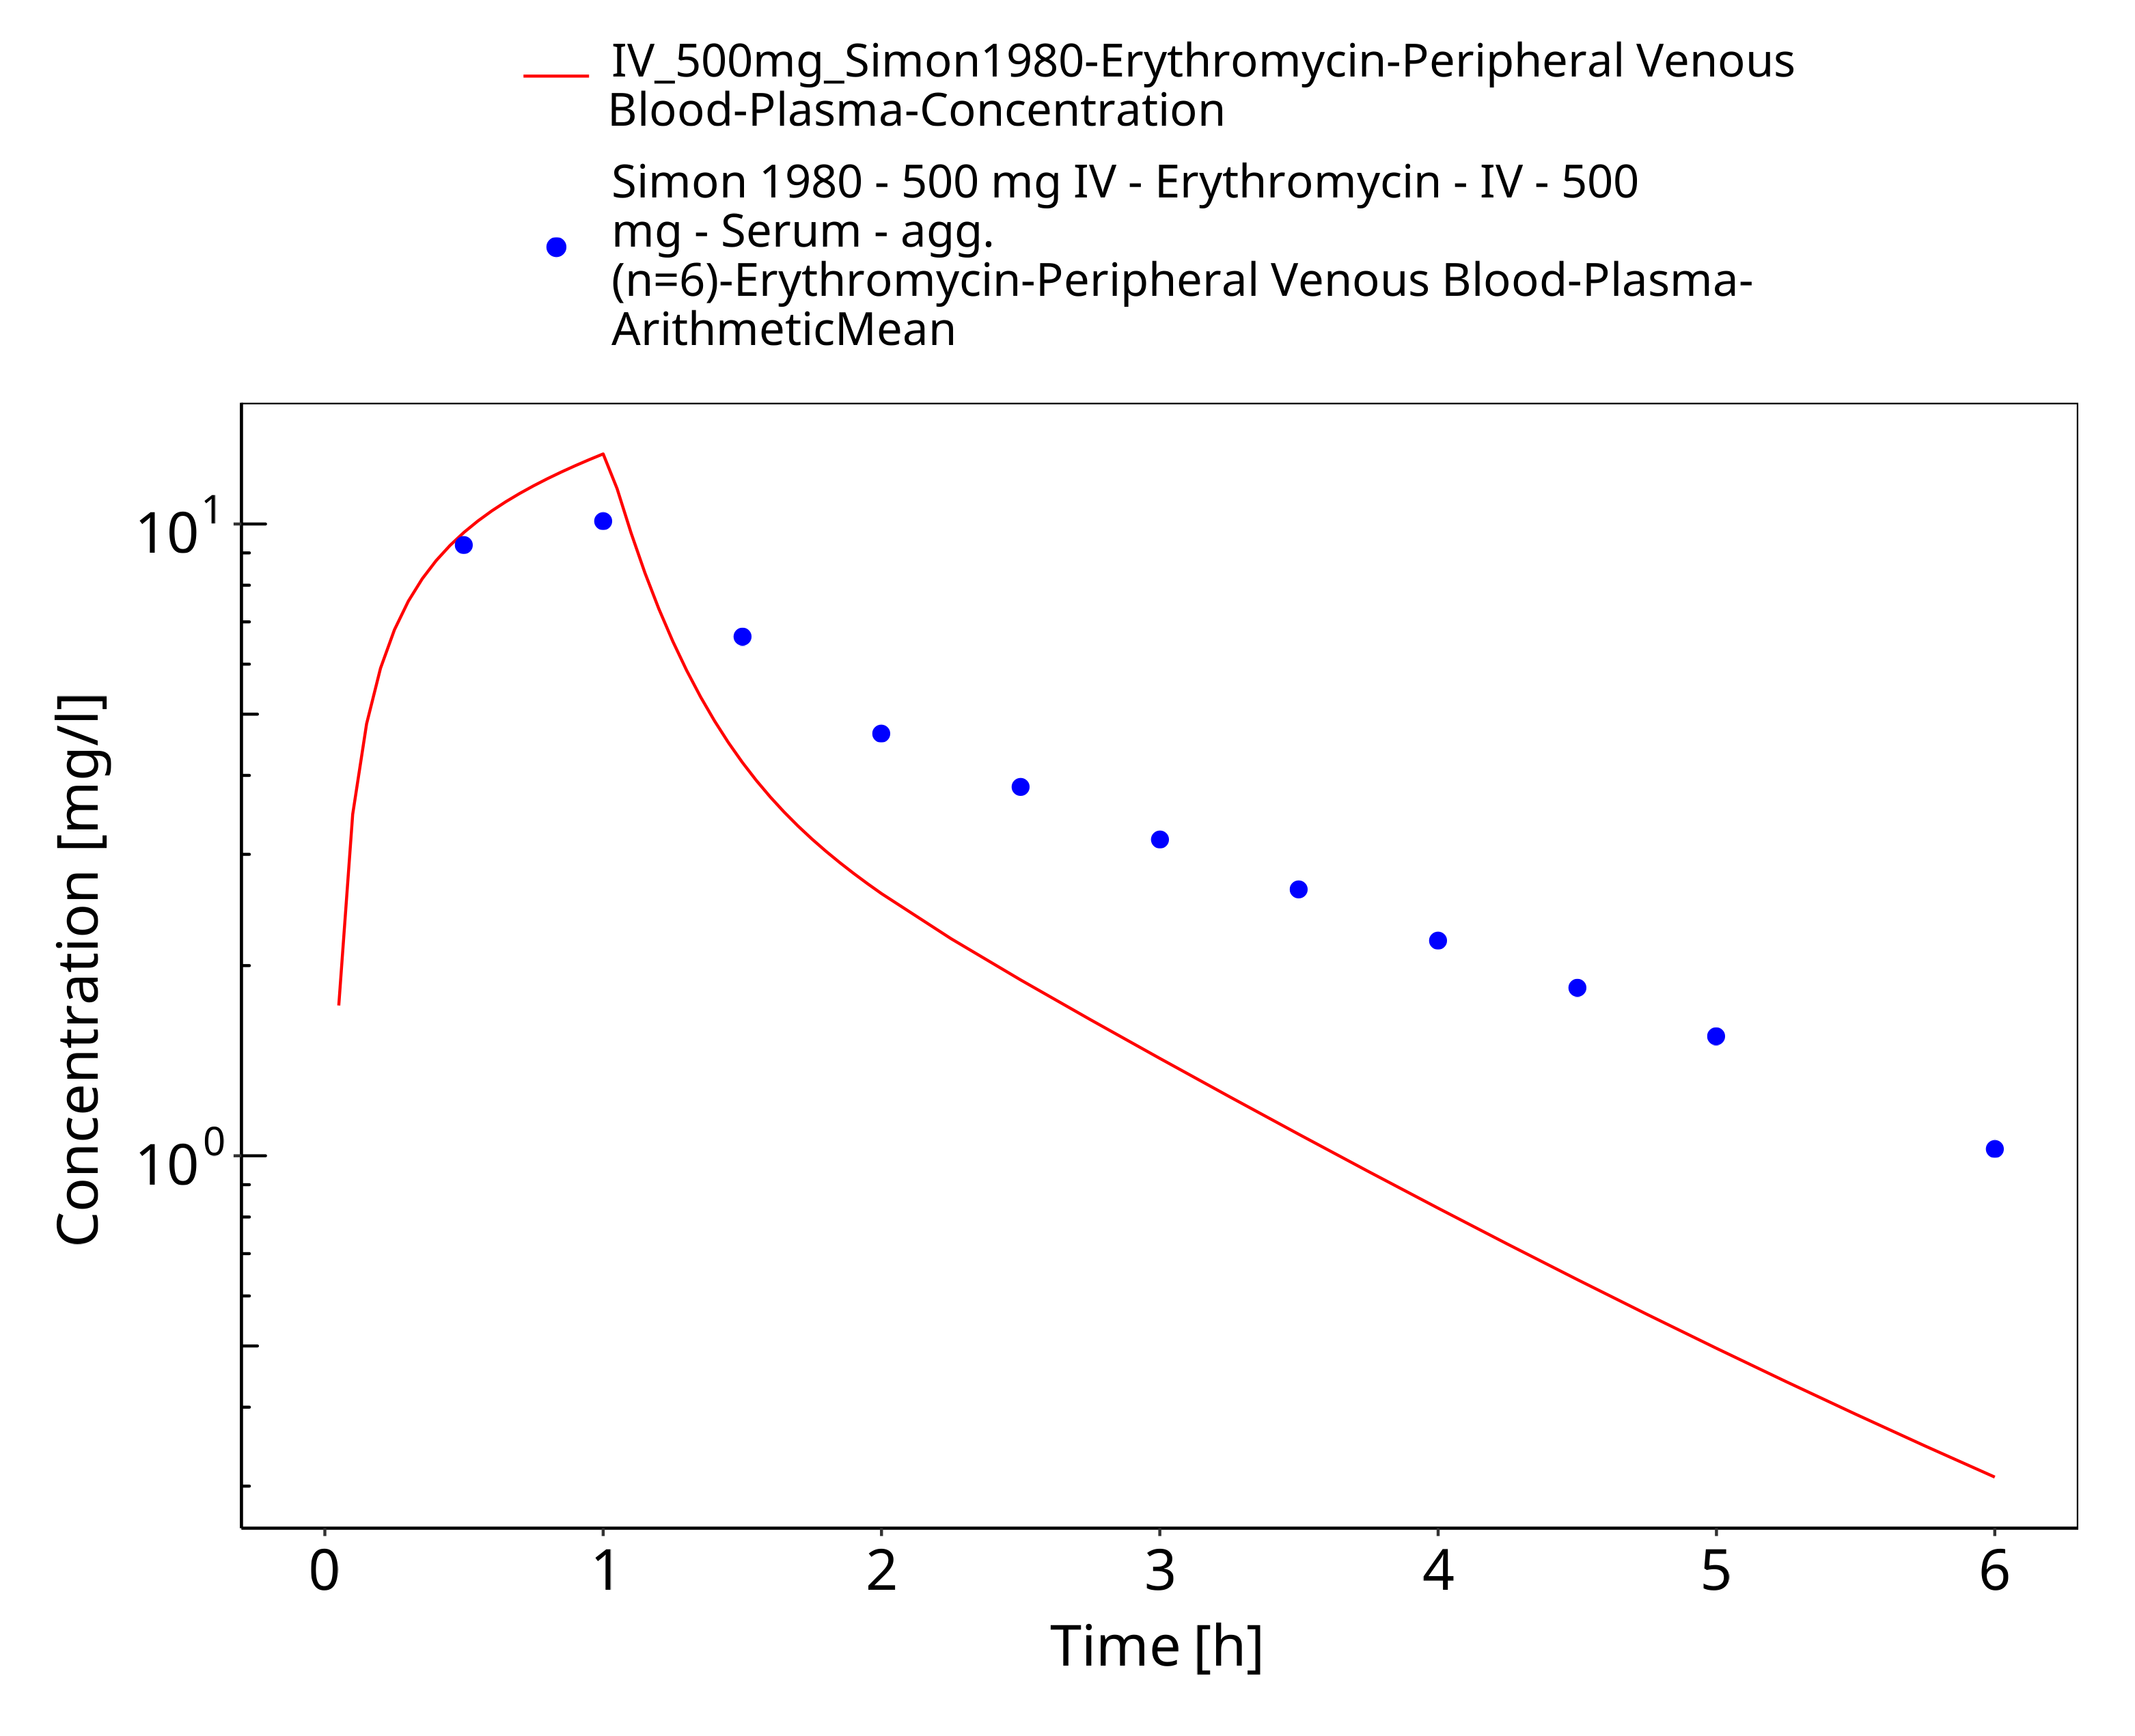 IV_500mg_Simon1980-Erythromycin-Peripheral Venous
Blood-Plasma-Concentration
Simon 1980 - 500 mg IV - Erythromycin - IV - 500
mg - Serum - agg.
(n=6)-Erythromycin-Peripheral Venous Blood-Plasma-
ArithmeticMean
Concentration [mg/l]
10¹
10⁰
0 1 2 3 4 5 6
Time [h]